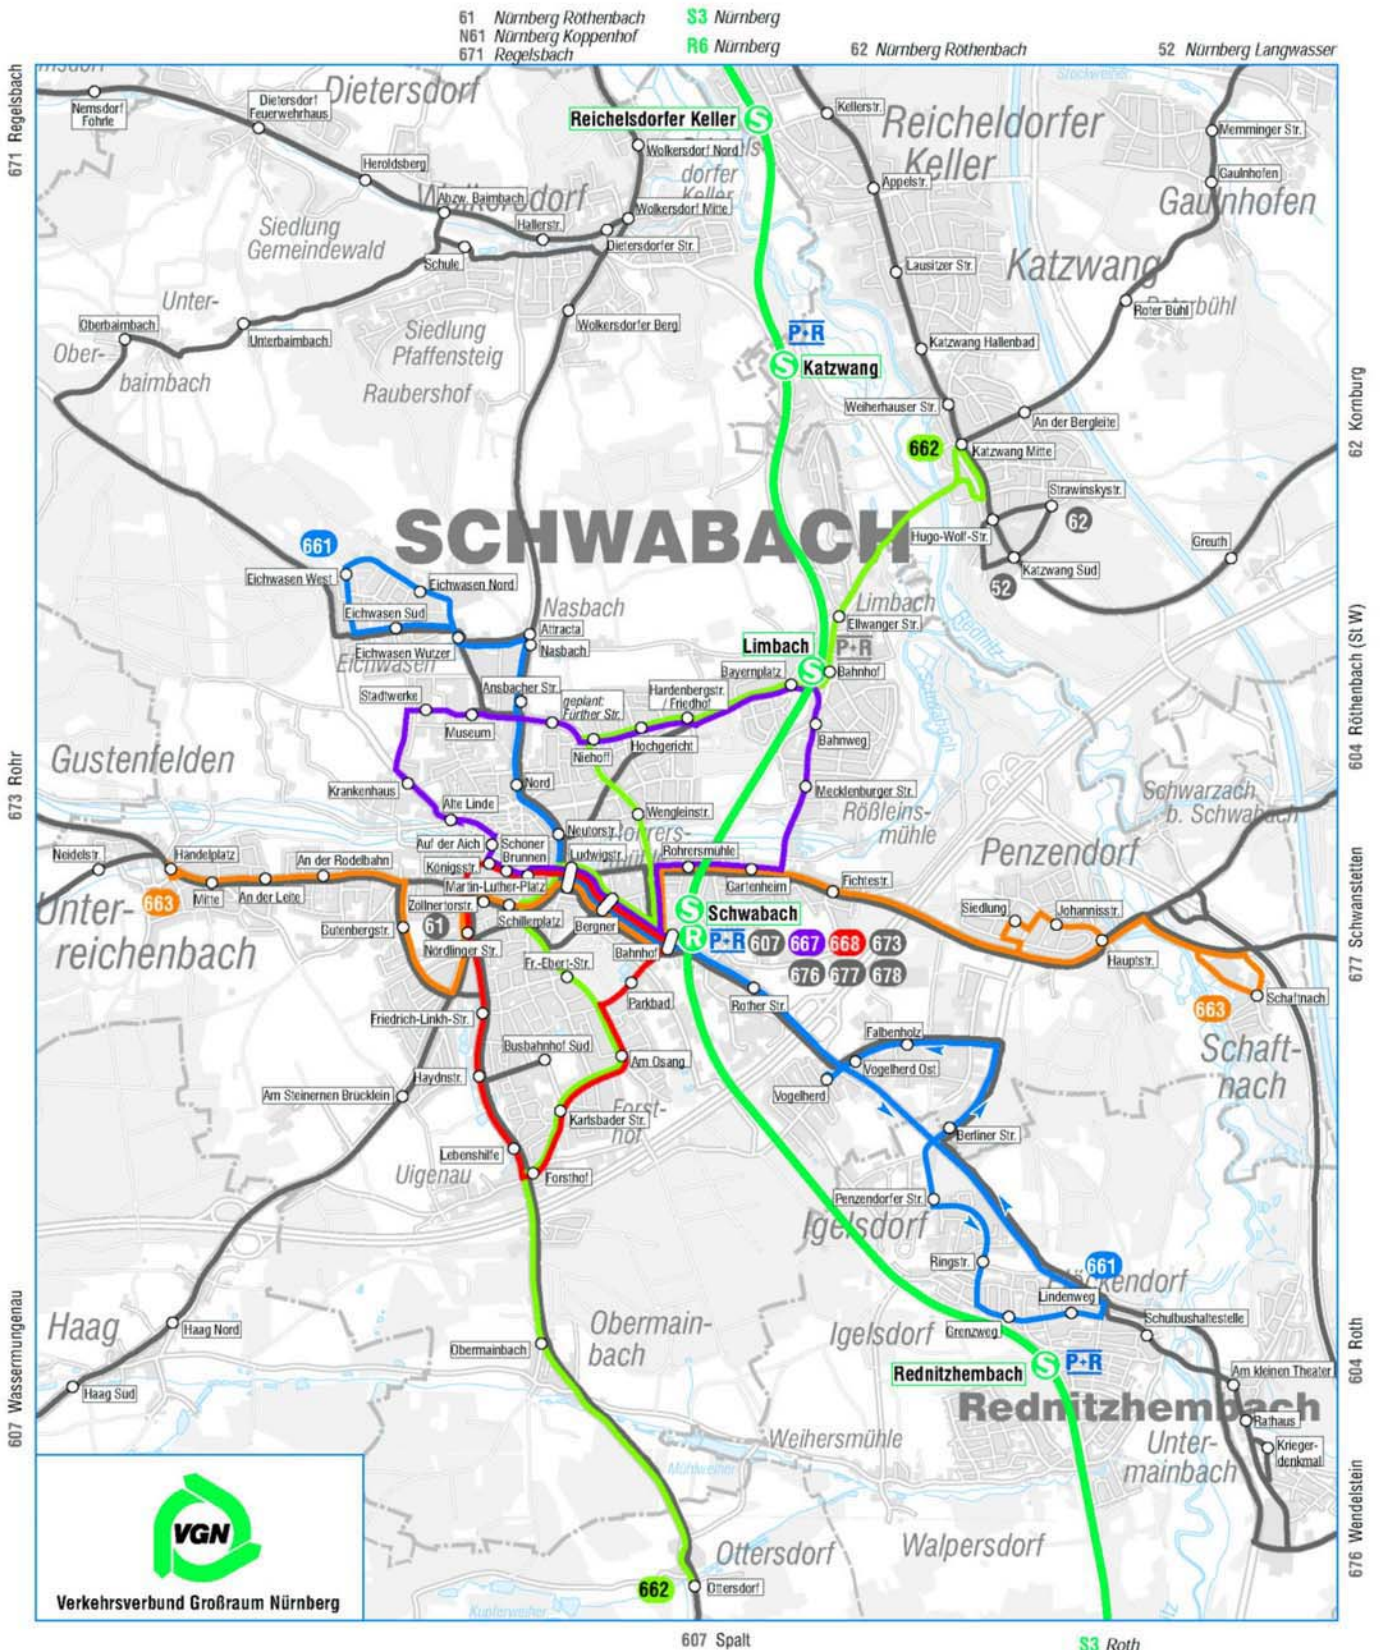 61 Nürnberg Röthenbach
N61 Nürnberg Koppenhof
671 Regelsbach
S3 Nürnberg
R6 Nürnberg
62 Nürnberg Röthenbach
52 Nürnberg Langwasser
671 Regelsbach
673 Rohr
607 Wassermungenau
62 Kornburg
604 Röthenbach (St W)
677 Schwanstetten
604 Roth
676 Wendelstein
Nemsdorf
Föhrle
Dietersdorf
Feuerwehrhaus
Dietersdorf
Reichelsdorfer Keller
S
Kellerstr.
Reicheldorfer
Keller
Memminger Str.
Wolkersdorf Nord
dorfer
Keller
Heroldsberg
Appelstr.
Gaulnhofen
Gaulnhofen
Abzw. Baimbach
Wolkersdorf
Wolkersdorf Mitte
Siedlung
Gemeindewald
Hallerstr.
Dietersdorfer Str.
Schule
Lausitzer Str.
Katzwang
Unter-
Roter Bühl
Oberbaimbach
Unterbaimbach
Siedlung
Pfaffensteig
Wolkersdorfer Berg
P+R
Katzwang Hallenbad
Ober-
baimbach
Raubershof
S
Katzwang
Weiherhauser Str.
An der Bergleite
662
Katzwang Mitte
Strawinskystr.
SCHWABACH
Hugo-Wolf-Str.
62
Greuth
661
Katzwang Süd
52
Eichwasen West
Eichwasen Nord
Nasbach
Limbach
Eichwasen Süd
Ellwanger Str.
Rednitz
Attracta
Nasbach
Eichwasen Wutzer
Eichwasen
Limbach
P+R
S
Bahnhof
Bayernplatz
Schwabach
Stadtwerke
Ansbacher Str.
geplant:
Further Str.
Hardenbergstr.
/ Friedhof
Museum
Hochgericht
Bahnweg
Niehoff
Gustenfelden
Krankenhaus
Nord
Mecklenburger Str.
Rößleins-
mühle
Schwarzach
b. Schwabach
Alte Linde
Wengleinstr.
Neutorstr.
Auf der Aich
Schöner
Brunnen
Ludwigstr.
Rohrersmühle
Penzendorf
Neidelstr.
Handelplatz
An der Rodelbahn
Königsstr.
Martin-Luther-Platz
Gartenheim
Fichtestr.
663
Mitte
An der Leite
Zöllnertorstr.
Schillerplatz
S
Schwabach
Siedlung
Johannisstr.
Unter-
reichenbach
Gutenbergstr.
61
Bergner
R
P+R
607
667
668
673
676
677
678
Nördlinger Str.
Bahnhof
Hauptstr.
Fr.-Ebert-Str.
Parkbad
Rother Str.
663
Schaftnach
Friedrich-Linkh-Str.
Busbahnhof Süd
Falbenholz
Schaft-
nach
Am Osang
Haydnstr.
Vogelherd Ost
Vogelherd
Am Steinernen Brücklein
Forst-
hof
Karlsbader Str.
Berliner Str.
Lebenshilfe
Uigenau
Forsthof
Penzendorfer Str.
Igelsdorf
Ringstr.
661
Lindenweg
Schulbushaltestelle
Haag
Haag Nord
Obermain-
bach
Obermainbach
Igelsdorf
Grenzweg
Rednitzhembach
S
P+R
Am kleinen Theater
Haag Süd
Rednitzhembach
Rathaus
Weihersmühle
Unter-
mainbach
Krieger-
denkmal
Mühlweiher
VGN
Verkehrsverbund Großraum Nürnberg
Ottersdorf
Walpersdorf
662
Ottersdorf
Kupferweiher
607 Spalt
S3 Roth